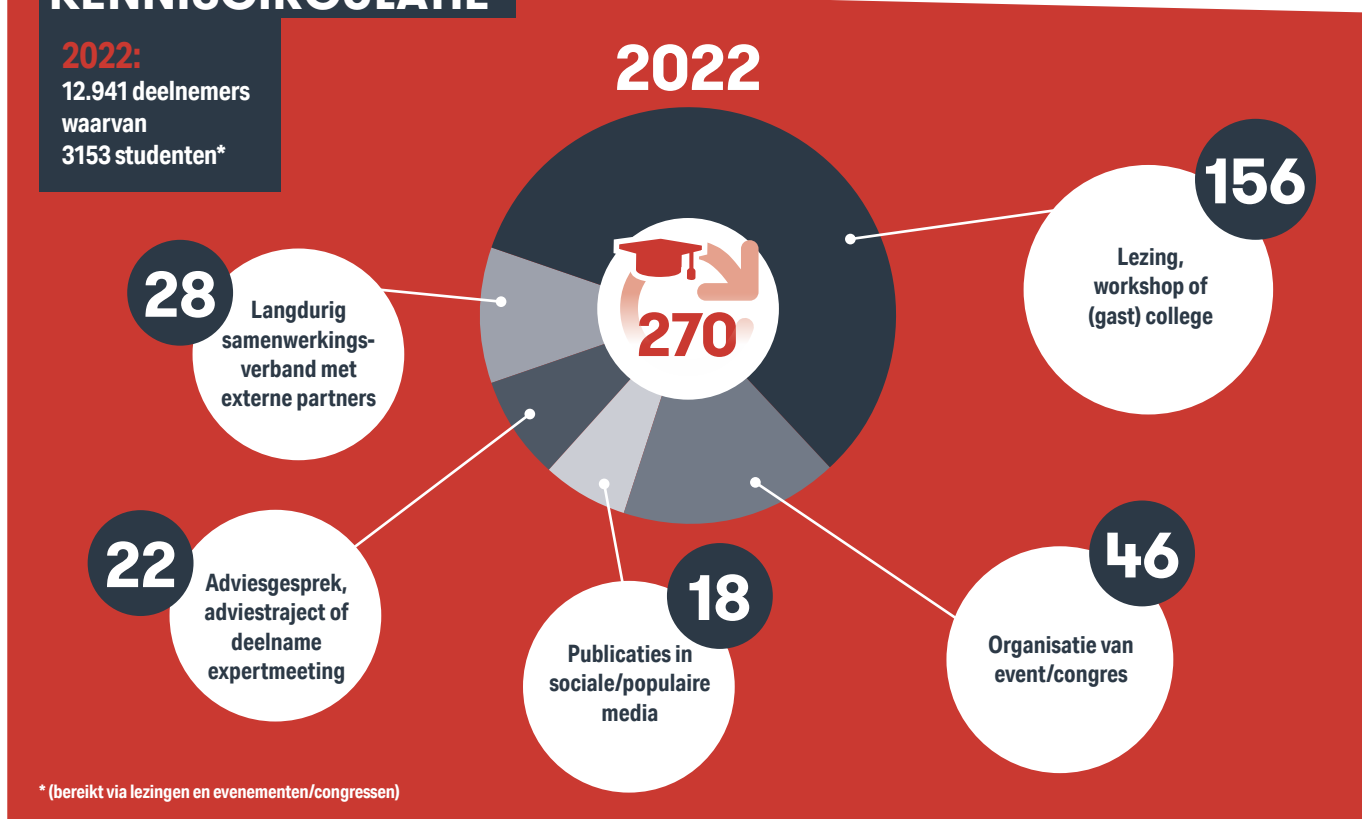 KENNISCIRCULATIE
2022:
12.941 deelnemers
waarvan
3153 studenten*
2022
270
156
Lezing,
workshop of
(gast) college
28
Langdurig
samenwerkings-
verband met
externe partners
22
Adviesgesprek,
adviestraject of
deelname
expertmeeting
18
Publicaties in
sociale/populaire
media
46
Organisatie van
event/congres
* (bereikt via lezingen en evenementen/congressen)